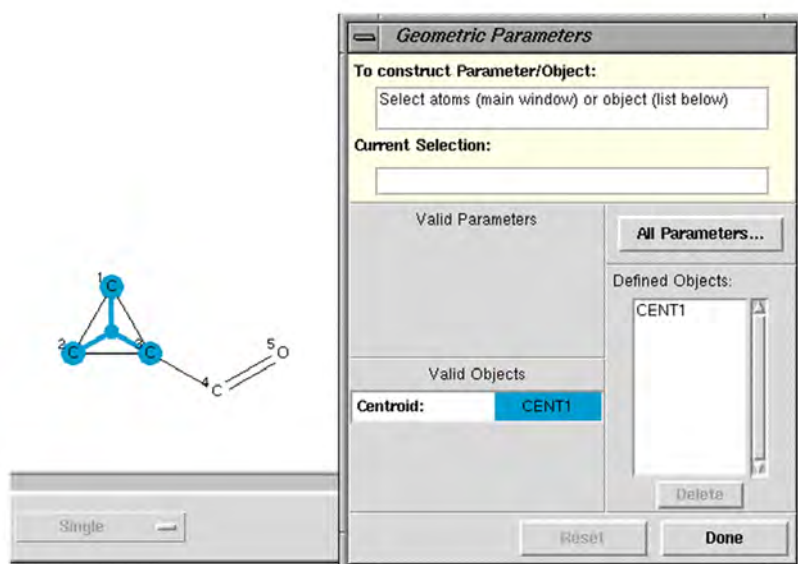 Geometric Parameters
To construct Parameter/Object:
Select atoms (main window) or object (list below)
Current Selection:
Valid Parameters
All Parameters...
Defined Objects:
CENT1
Valid Objects
Centroid: CENT1
Delete
Reset Done
1 C
2 C 3 C
4 C 5 O
Single